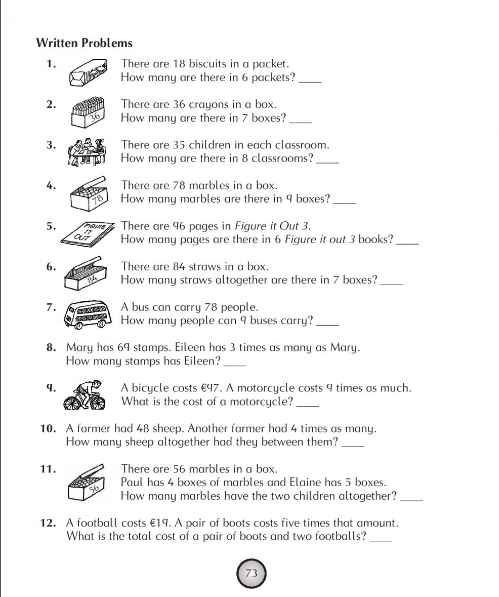 Written Problems
1. There are 18 biscuits in a packet.
How many are there in 6 packets? ____
2. There are 36 crayons in a box.
36
How many are there in 7 boxes? ____
3. There are 35 children in each classroom.
How many are there in 8 classrooms? ____
4. There are 78 marbles in a box.
78
How many marbles are there in 9 boxes? ____
5. There are 96 pages in Figure it Out 3.
FIGURE IT OUT
How many pages are there in 6 Figure it out 3 books? ____
6. There are 84 straws in a box.
84
How many straws altogether are there in 7 boxes? ____
7. A bus can carry 78 people.
How many people can 9 buses carry? ____
8. Mary has 69 stamps. Eileen has 3 times as many as Mary.
How many stamps has Eileen? ____
9. A bicycle costs €97. A motorcycle costs 9 times as much.
What is the cost of a motorcycle? ____
10. A farmer had 48 sheep. Another farmer had 4 times as many.
How many sheep altogether had they between them? ____
11. There are 56 marbles in a box.
56
Paul has 4 boxes of marbles and Elaine has 5 boxes.
How many marbles have the two children altogether? ____
12. A football costs €19. A pair of boots costs five times that amount.
What is the total cost of a pair of boots and two footballs? ____
73